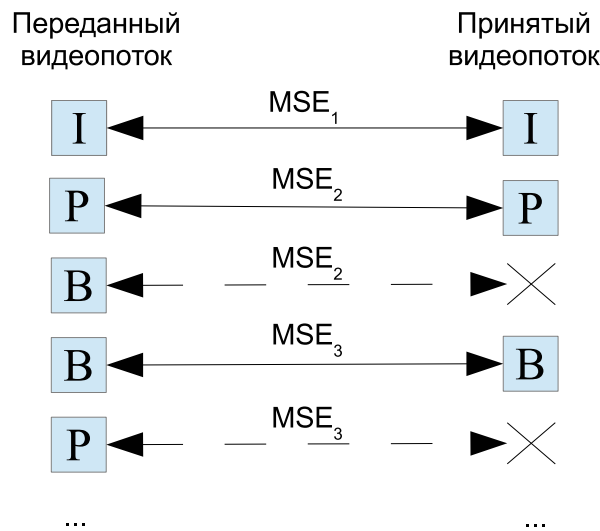 Переданный
видеопоток
Принятый
видеопоток
MSE₁
I
I
MSE₂
P
P
MSE₂
B
MSE₃
B
B
MSE₃
P
...
...